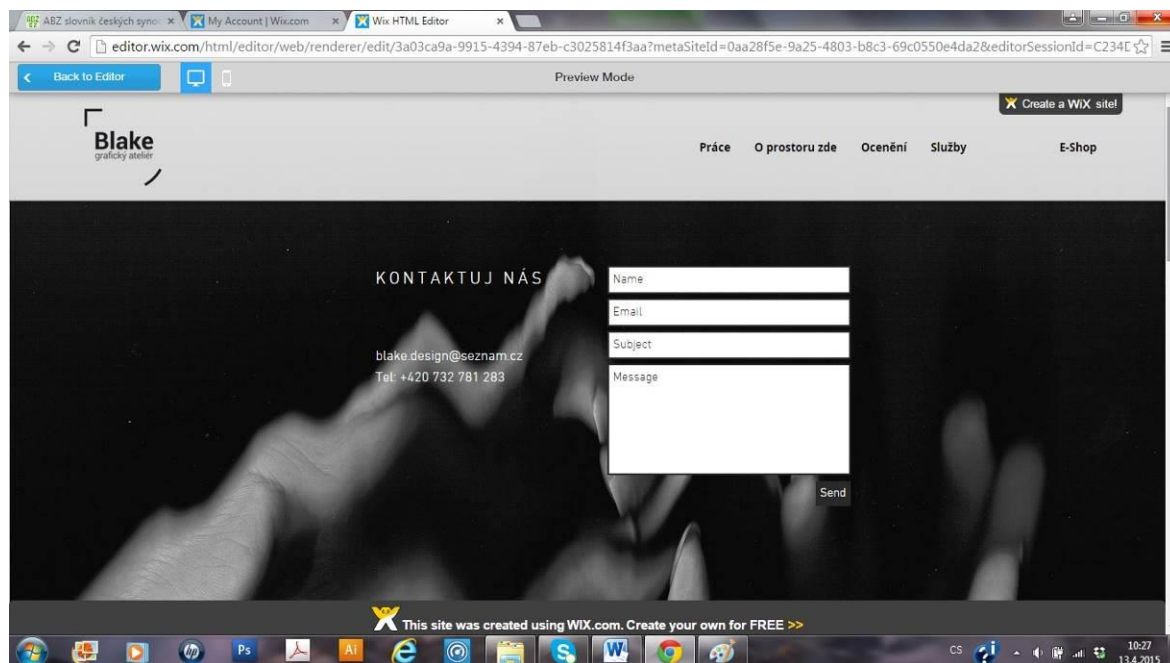 ABZ slovník českých syno
My Account | Wix.com
Wix HTML Editor
editor.wix.com/html/editor/web/renderer/edit/3a03ca9a-9915-4394-87eb-c3025814f3aa?metaSiteId=0aa28f5e-9a25-4803-b8c3-69c0550e4da2&editorSessionId=C234D
Back to Editor
Preview Mode
Create a WiX site!
Blake
grafický ateliér
Práce O prostoru zde Ocenění Služby E-Shop
KONTAKTUJ NÁS
Name
Email
blake.design@seznam.cz
Subject
Tel: +420 732 781 283
Message
Send
This site was created using WIX.com. Create your own for FREE >>
hp Ps Ai S W CS 10:27
13.4.2015